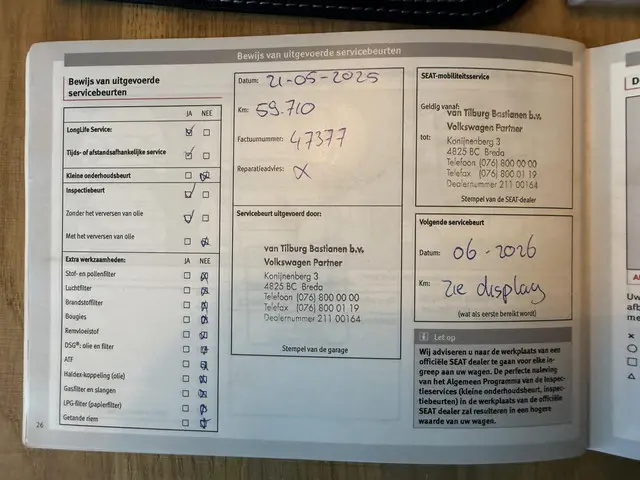 Bewijs van uitgevoerde servicebeurten
Bewijs van uitgevoerde
servicebeurten
JA NEE
LongLife Service:
Tijds- of afstandsafhankelijke service
Kleine onderhoudsbeurt
Inspectiebeurt
Zonder het verversen van olie
Met het verversen van olie
Extra werkzaamheden: JA NEE
Stof- en pollenfilter
Luchtfilter
Brandstoffilter
Bougies
Remvloeistof
DSG®: olie en filter
ATF
Haldex-koppeling (olie)
Gasfilter en slangen
LPG-filter (papierfilter)
Getande riem
26
Datum: 21-05-2025
Km: 59.710
Factuurnummer: 47377
Reparatieadvies:
Servicebeurt uitgevoerd door:
van Tilburg Bastianen b.v.
Volkswagen Partner
Konijnenberg 3
4825 BC Breda
Telefoon (076) 800 00 00
Telefax (076) 800 01 19
Dealernummer 211 00164
Stempel van de garage
SEAT-mobiliteitsservice
Geldig vanaf:
van Tilburg Bastianen b.v.
tot: Volkswagen Partner
Konijnenberg 3
4825 BC Breda
Telefoon (076) 800 00 00
Telefax (076) 800 01 19
Dealernummer 211 00164
Stempel van de SEAT-dealer
Volgende servicebeurt
Datum: 06-2026
Km: zie display
(wat als eerste bereikt wordt)
Let op
Wij adviseren u naar de werkplaats van een
officiële SEAT dealer te gaan voor elke in-
greep aan uw wagen. De perfecte naleving
van het Algemeen Programma van de Inspec-
tieservices (kleine onderhoudsbeurt, inspec-
tiebeurten) in de werkplaats van de officiële
SEAT dealer zal resulteren in een hogere
waarde van uw wagen.